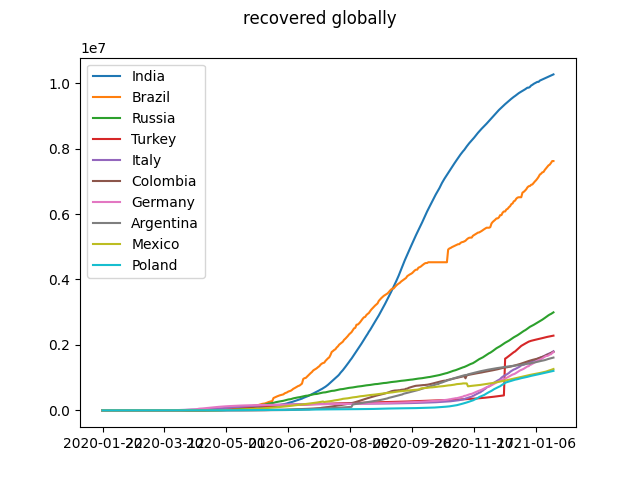 recovered globally
1e7
1.0
0.8
0.6
0.4
0.2
0.0
India
Brazil
Russia
Turkey
Italy
Colombia
Germany
Argentina
Mexico
Poland
2020-01-22 2020-03-12 2020-05-01 2020-06-20 2020-08-09 2020-09-28 2020-11-17 2021-01-06